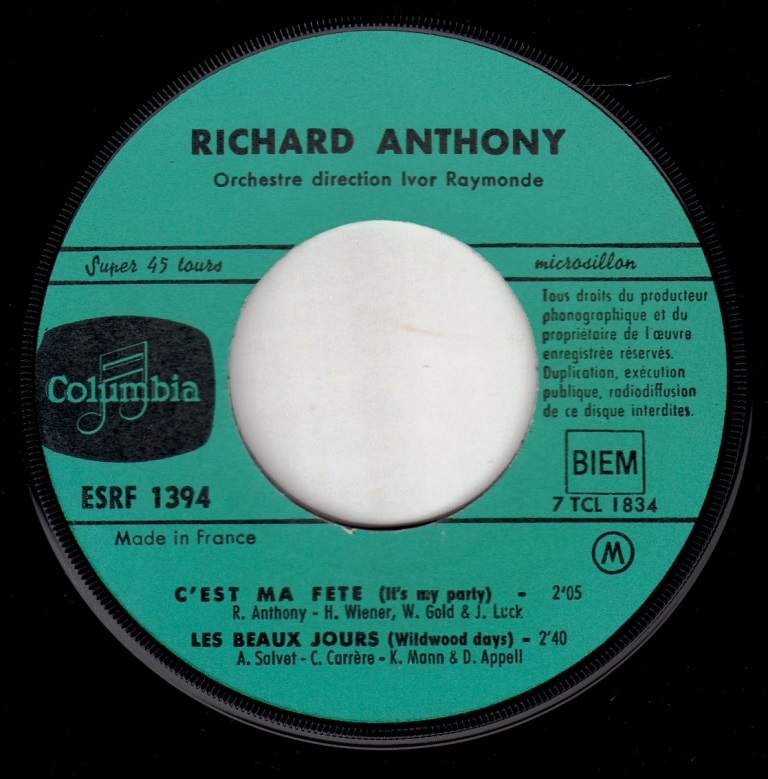 RICHARD ANTHONY
Orchestre direction Ivor Raymonde
Super 45 tours
microsillon
Tous droits du producteur
phonographique et du
propriétaire de l'œuvre
enregistrée réservés.
Duplication, exécution
publique, radiodiffusion
de ce disque interdites.
Columbia
BIEM
ESRF 1394
7 TCL 1834
Made in France
M
C'EST MA FETE (It's my party) - 2'05
R. Anthony - H. Wiener, W. Gold & J. Luck
LES BEAUX JOURS (Wildwood days) - 2'40
A. Salvet - C. Carrère - K. Mann & D. Appell